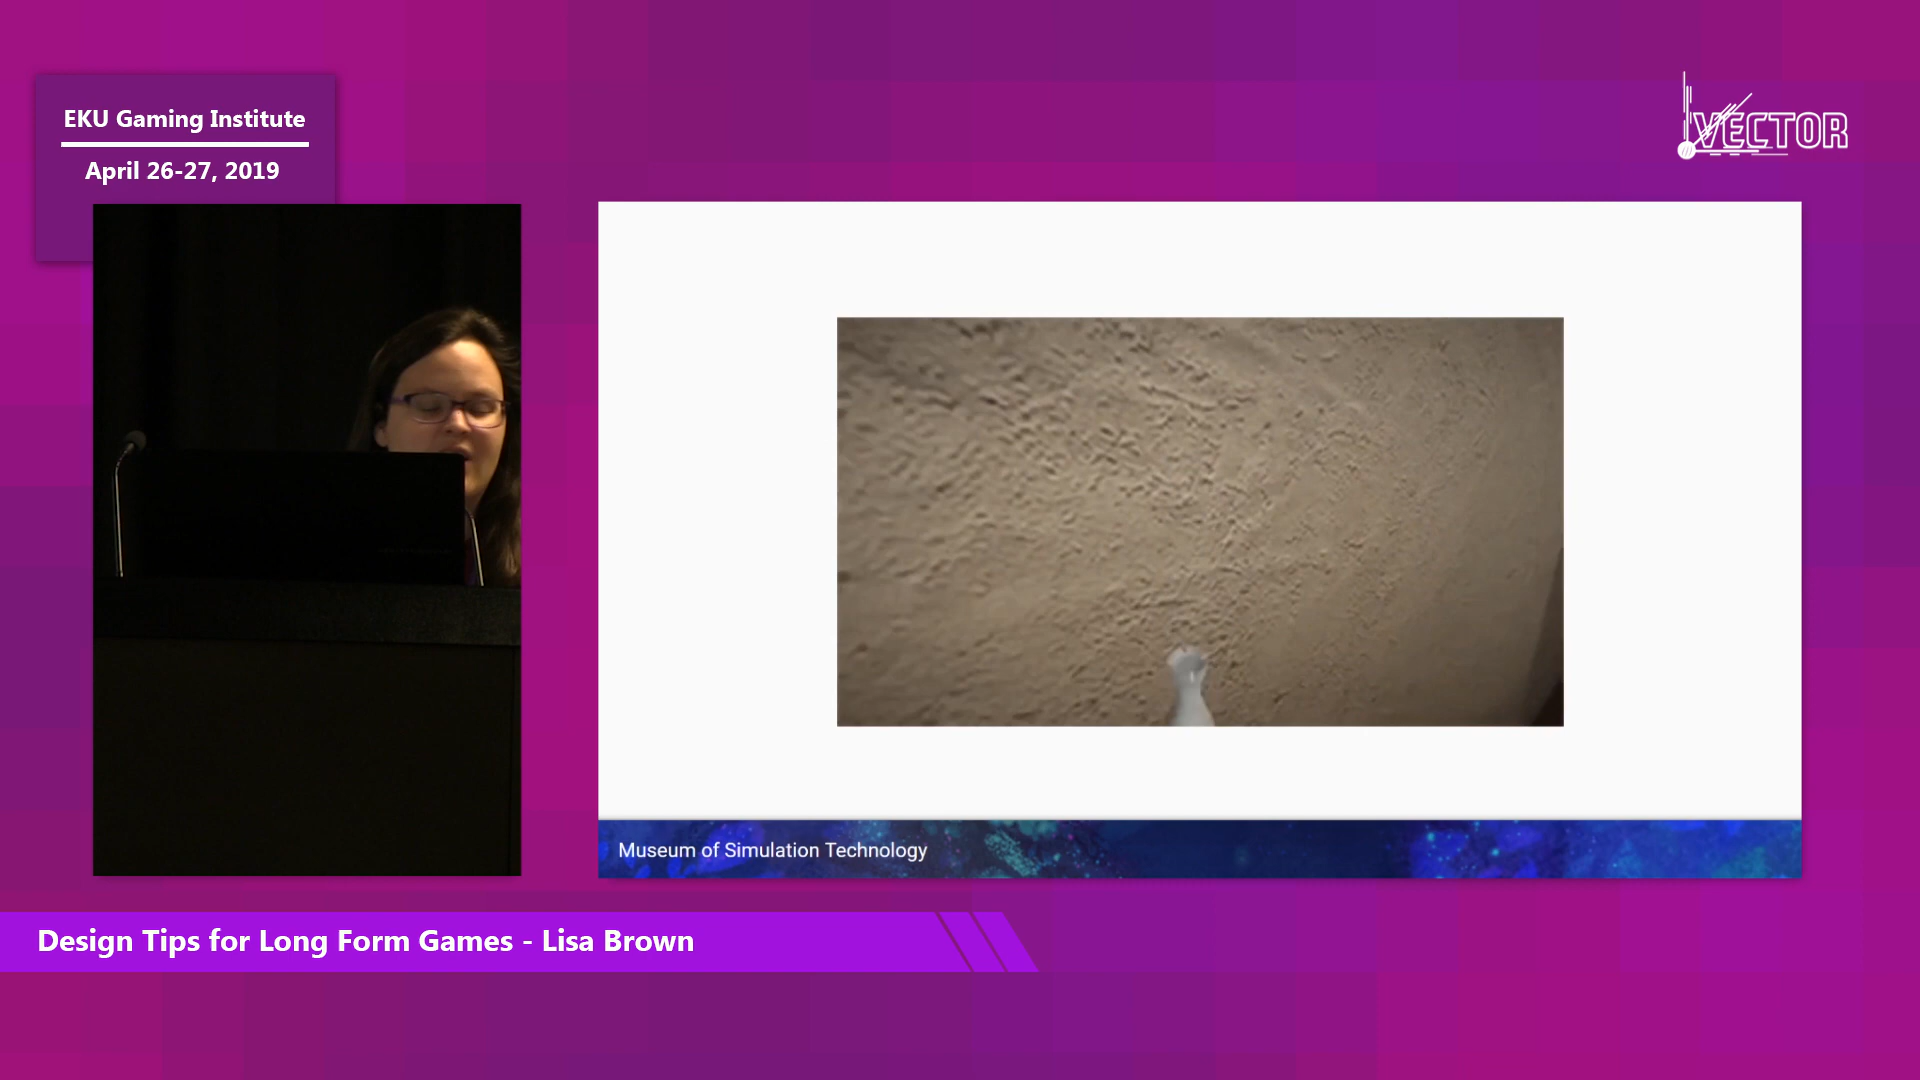 EKU Gaming Institute
April 26-27, 2019
VECTOR
Museum of Simulation Technology
Design Tips for Long Form Games - Lisa Brown